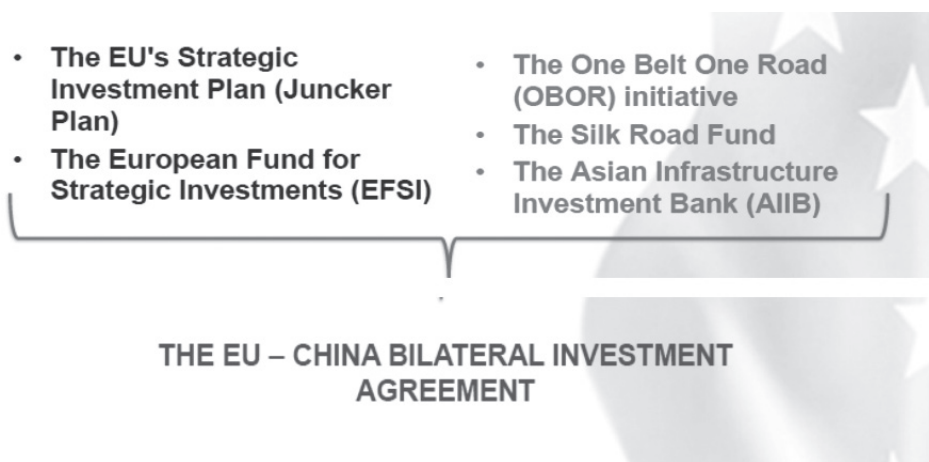 • The EU's Strategic
Investment Plan (Juncker
Plan)
• The European Fund for
Strategic Investments (EFSI)
• The One Belt One Road
(OBOR) initiative
• The Silk Road Fund
• The Asian Infrastructure
Investment Bank (AIIB)
THE EU – CHINA BILATERAL INVESTMENT
AGREEMENT